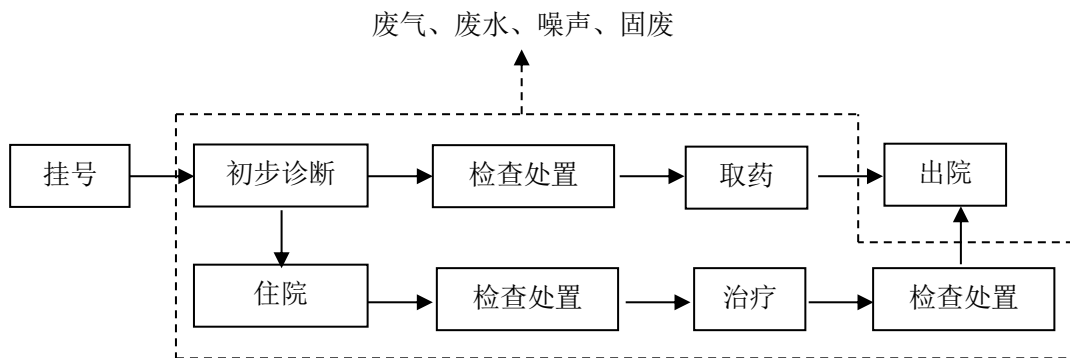 废气、废水、噪声、固废
挂号
初步诊断
检查处置
取药
出院
住院
检查处置
治疗
检查处置